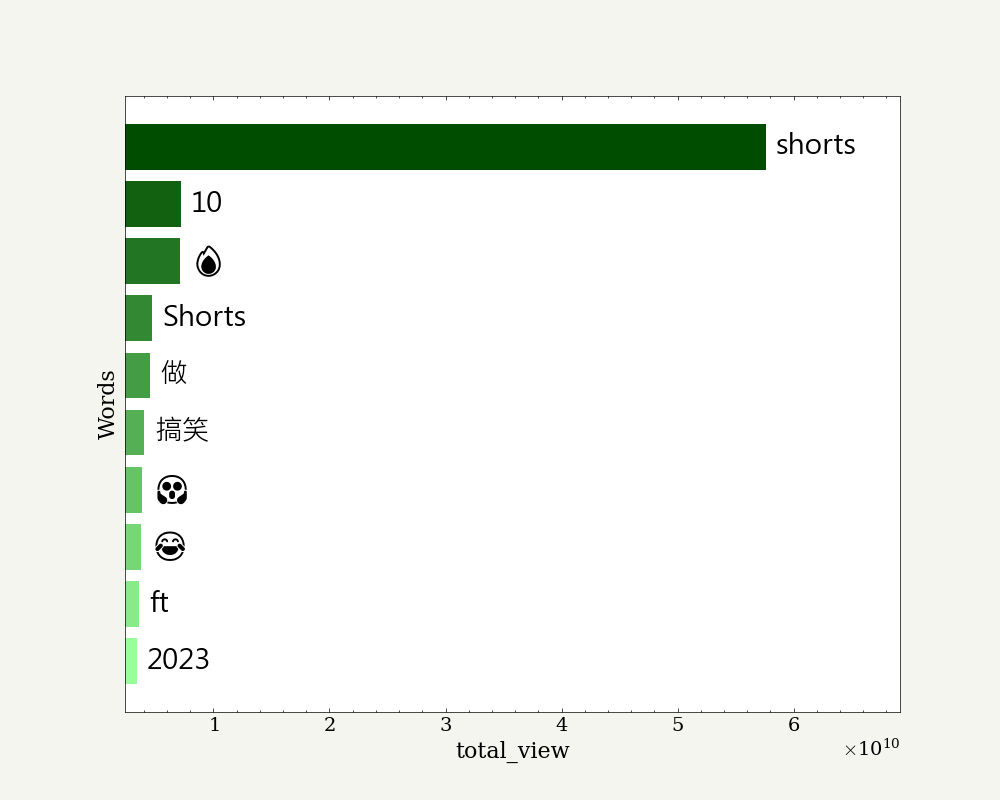 shorts
10
🔥
Shorts
做
搞笑
😱
😂
ft
2023
Words
1 2 3 4 5 6
×10¹⁰
total_view